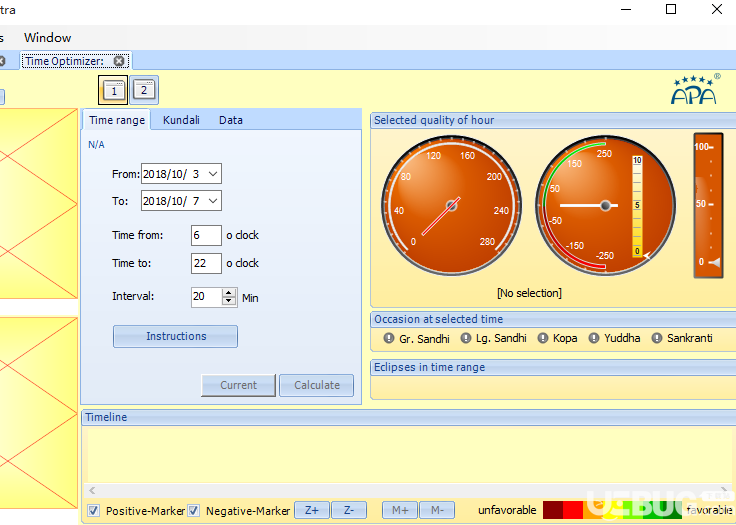 tra
s Window
Time Optimizer:
1 2
APA ®
Time range Kundali Data
N/A
From: 2018/10/ 3
To: 2018/10/ 7
Time from: 6 o clock
Time to: 22 o clock
Interval: 20 Min
Instructions
Current Calculate
Selected quality of hour
0 40 80 120 160 200 240 280
250 150 50 -50 -150 -250
10 5 0
100 50 0
[No selection]
Occasion at selected time
Gr. Sandhi Lg. Sandhi Kopa Yuddha Sankranti
Eclipses in time range
Timeline
Positive-Marker Negative-Marker Z+ Z- M+ M- unfavorable favorable